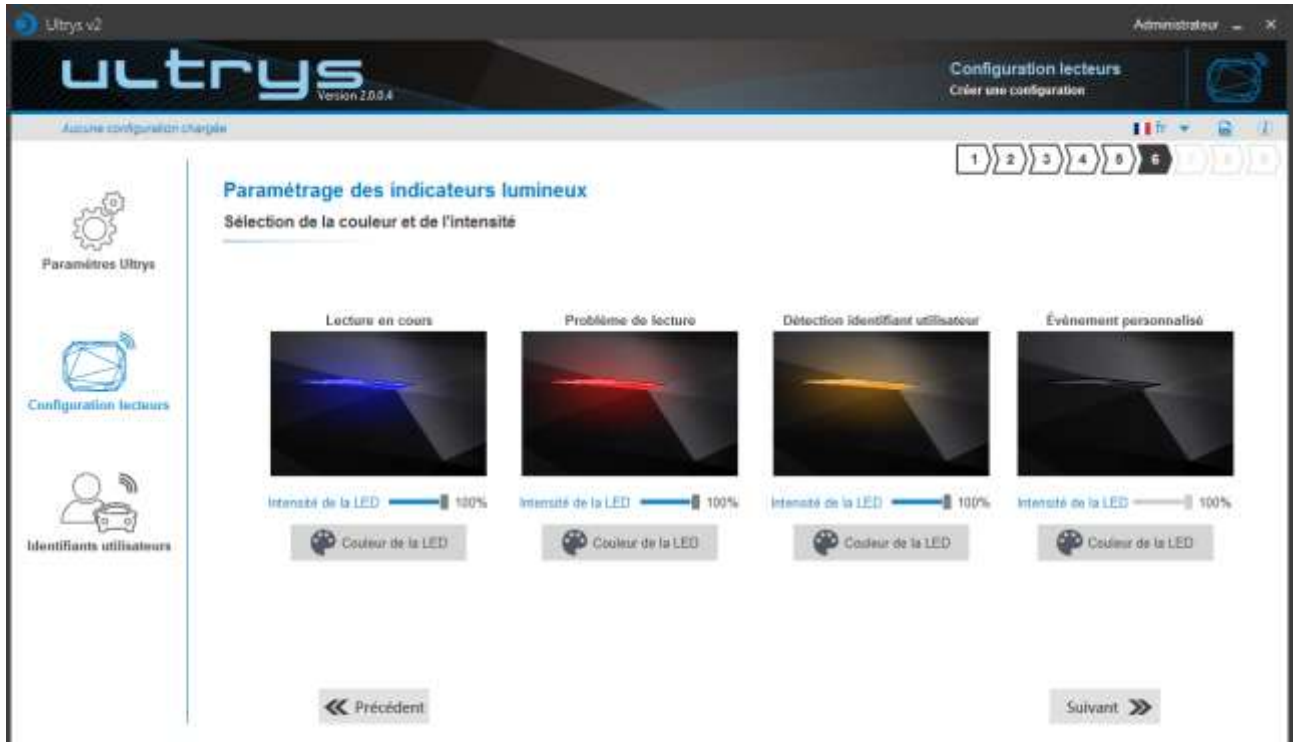 Ultrys v2
Administrateur
ultrys
Version 2.0.0.4
Configuration lecteurs
Créer une configuration
Aucune configuration chargée
fr
1 2 3 4 5 6
Paramétrage des indicateurs lumineux
Sélection de la couleur et de l'intensité
Paramètres Ultrys
Configuration lecteurs
Identifiants utilisateurs
Lecture en cours
Problème de lecture
Détection identifiant utilisateur
Évènement personnalisé
Intensité de la LED 100%
Intensité de la LED 100%
Intensité de la LED 100%
Intensité de la LED 100%
Couleur de la LED
Couleur de la LED
Couleur de la LED
Couleur de la LED
Précédent
Suivant